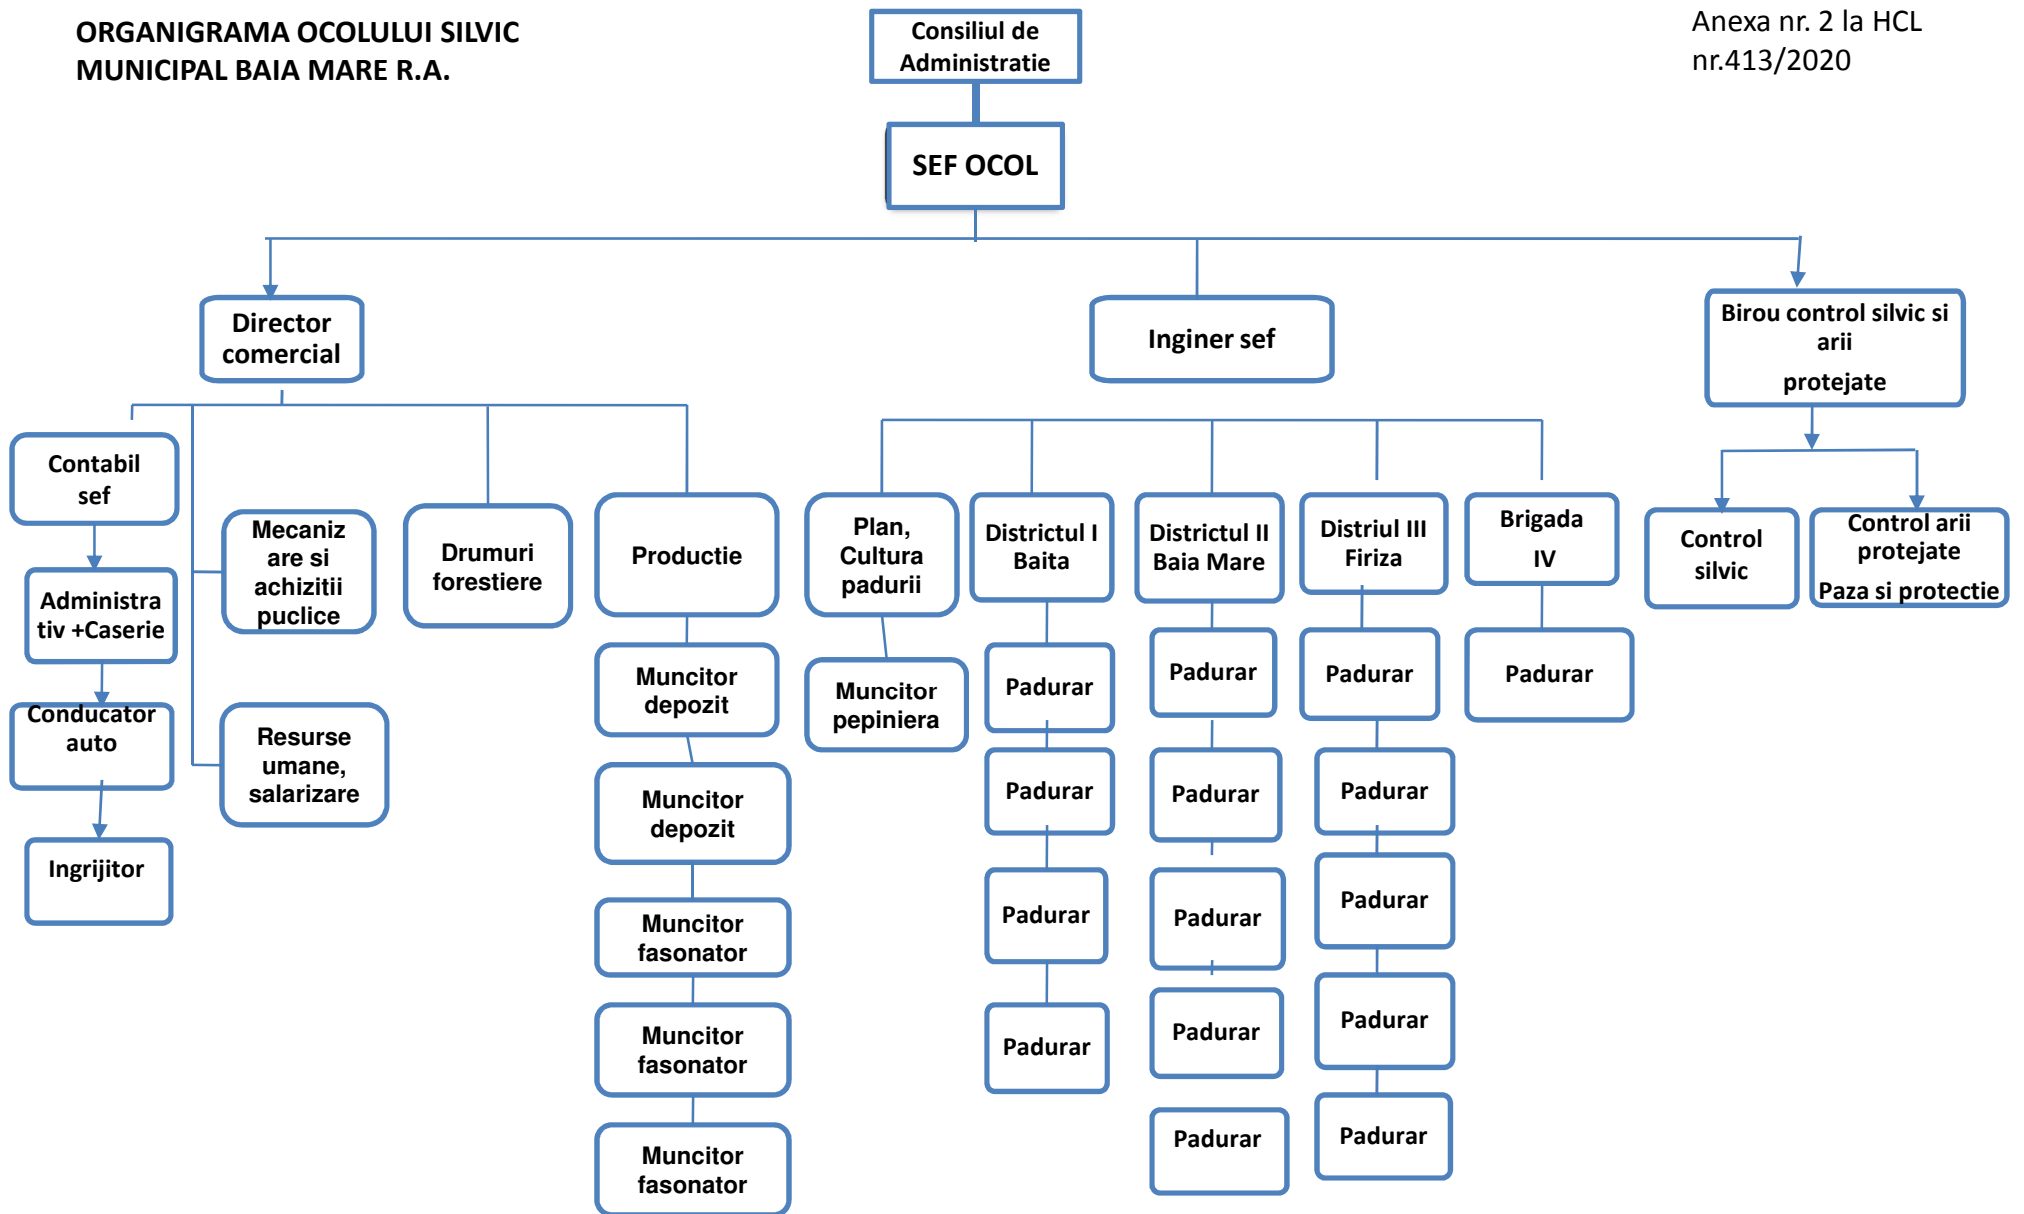 ORGANIGRAMA OCOLULUI SILVIC
MUNICIPAL BAIA MARE R.A.
Consiliul de
Administratie
Anexa nr. 2 la HCL
nr.413/2020
SEF OCOL
Director
comercial
Inginer sef
Birou control silvic si
arii
protejate
Contabil
sef
Administra
tiv +Caserie
Conducator
auto
Ingrijitor
Mecaniz
are si
achizitii
puclice
Resurse
umane,
salarizare
Drumuri
forestiere
Productie
Muncitor
depozit
Muncitor
depozit
Muncitor
fasonator
Muncitor
fasonator
Muncitor
fasonator
Plan,
Cultura
padurii
Muncitor
pepiniera
Districtul I
Baita
Padurar
Padurar
Padurar
Padurar
Districtul II
Baia Mare
Padurar
Padurar
Padurar
Padurar
Padurar
Distriul III
Firiza
Padurar
Padurar
Padurar
Padurar
Padurar
Brigada
IV
Padurar
Control
silvic
Control arii
protejate
Paza si protectie